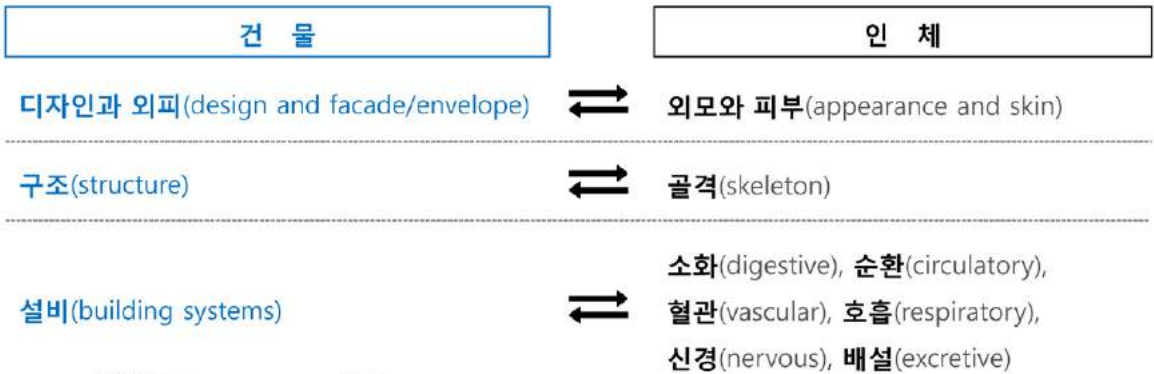 건 물
인 체
디자인과 외피(design and facade/envelope)
외모와 피부(appearance and skin)
구조(structure)
골격(skeleton)
설비(building systems)
소화(digestive), 순환(circulatory),
혈관(vascular), 호흡(respiratory),
신경(nervous), 배설(excretive)